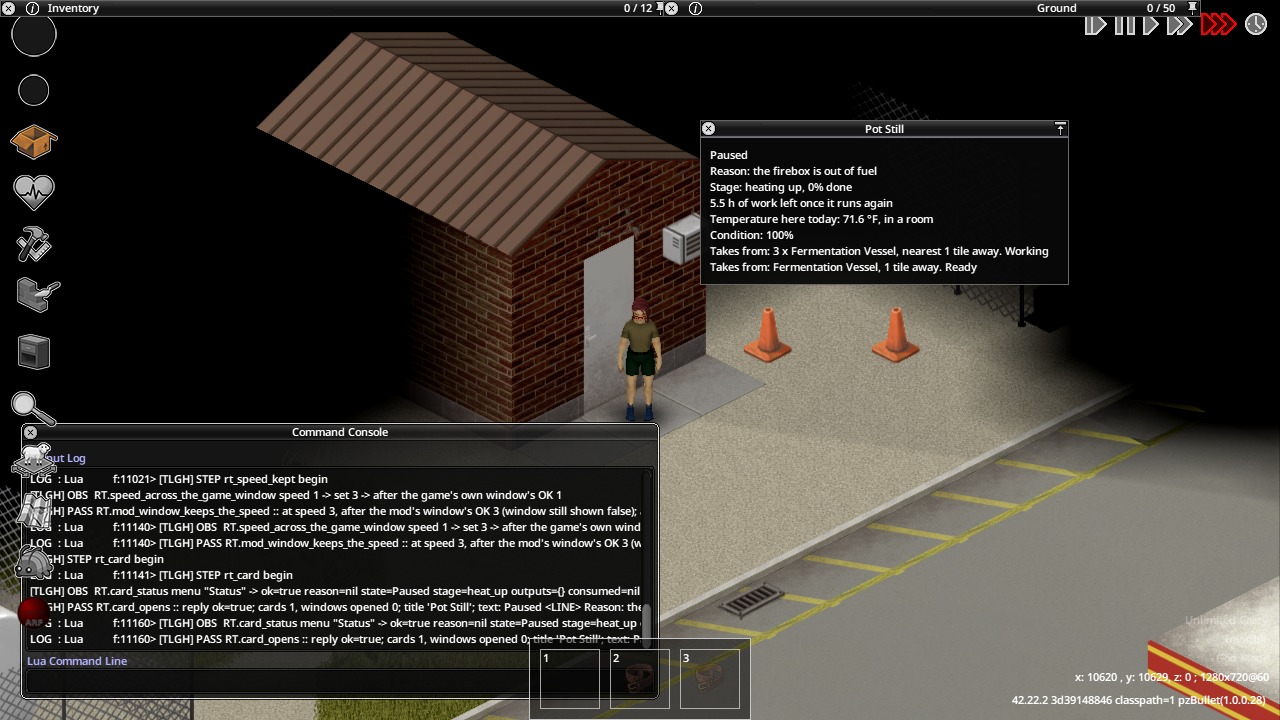 Inventory
0 / 12
Ground
0 / 50
Pot Still
Paused
Reason: the firebox is out of fuel
Stage: heating up, 0% done
5.5 h of work left once it runs again
Temperature here today: 71.6 °F, in a room
Condition: 100%
Takes from: 3 x Fermentation Vessel, nearest 1 tile away. Working
Takes from: Fermentation Vessel, 1 tile away. Ready
Command Console
Log
LOG : Lua f:11021> [TLGH] STEP rt_speed_kept begin
[TLGH] OBS RT.speed_across_the_game_window speed 1 -> set 3 -> after the game's own window's OK 1
PASS RT.mod_window_keeps_the_speed :: at speed 3, after the mod's window's OK 3 (window still shown false);
LOG : Lua f:11140> [TLGH] OBS RT.speed_across_the_game_window speed 1 -> set 3 -> after the game's own wind
LOG : Lua f:11140> [TLGH] PASS RT.mod_window_keeps_the_speed :: at speed 3, after the mod's window's OK 3 (w
STEP rt_card begin
LOG : Lua f:11141> [TLGH] STEP rt_card begin
[TLGH] OBS RT.card_status menu "Status" -> ok=true reason=nil state=Paused stage=heat_up outputs={} consumed=nil
PASS RT.card_opens :: reply ok=true; cards 1, windows opened 0; title 'Pot Still'; text: Paused <LINE> Reason: the
LOG : Lua f:11160> [TLGH] OBS RT.card_status menu "Status" -> ok=true reason=nil state=Paused stage=heat_up
LOG : Lua f:11160> [TLGH] PASS RT.card_opens :: reply ok=true; cards 1, windows opened 0; title 'Pot Still'; text: P
Lua Command Line
1
2
3
Unlimited Carry
x: 10620 , y: 10629, z: 0 ; 1280x720@60
42.22.2 3d39148846 classpath=1 pzBullet(1.0.0.28)